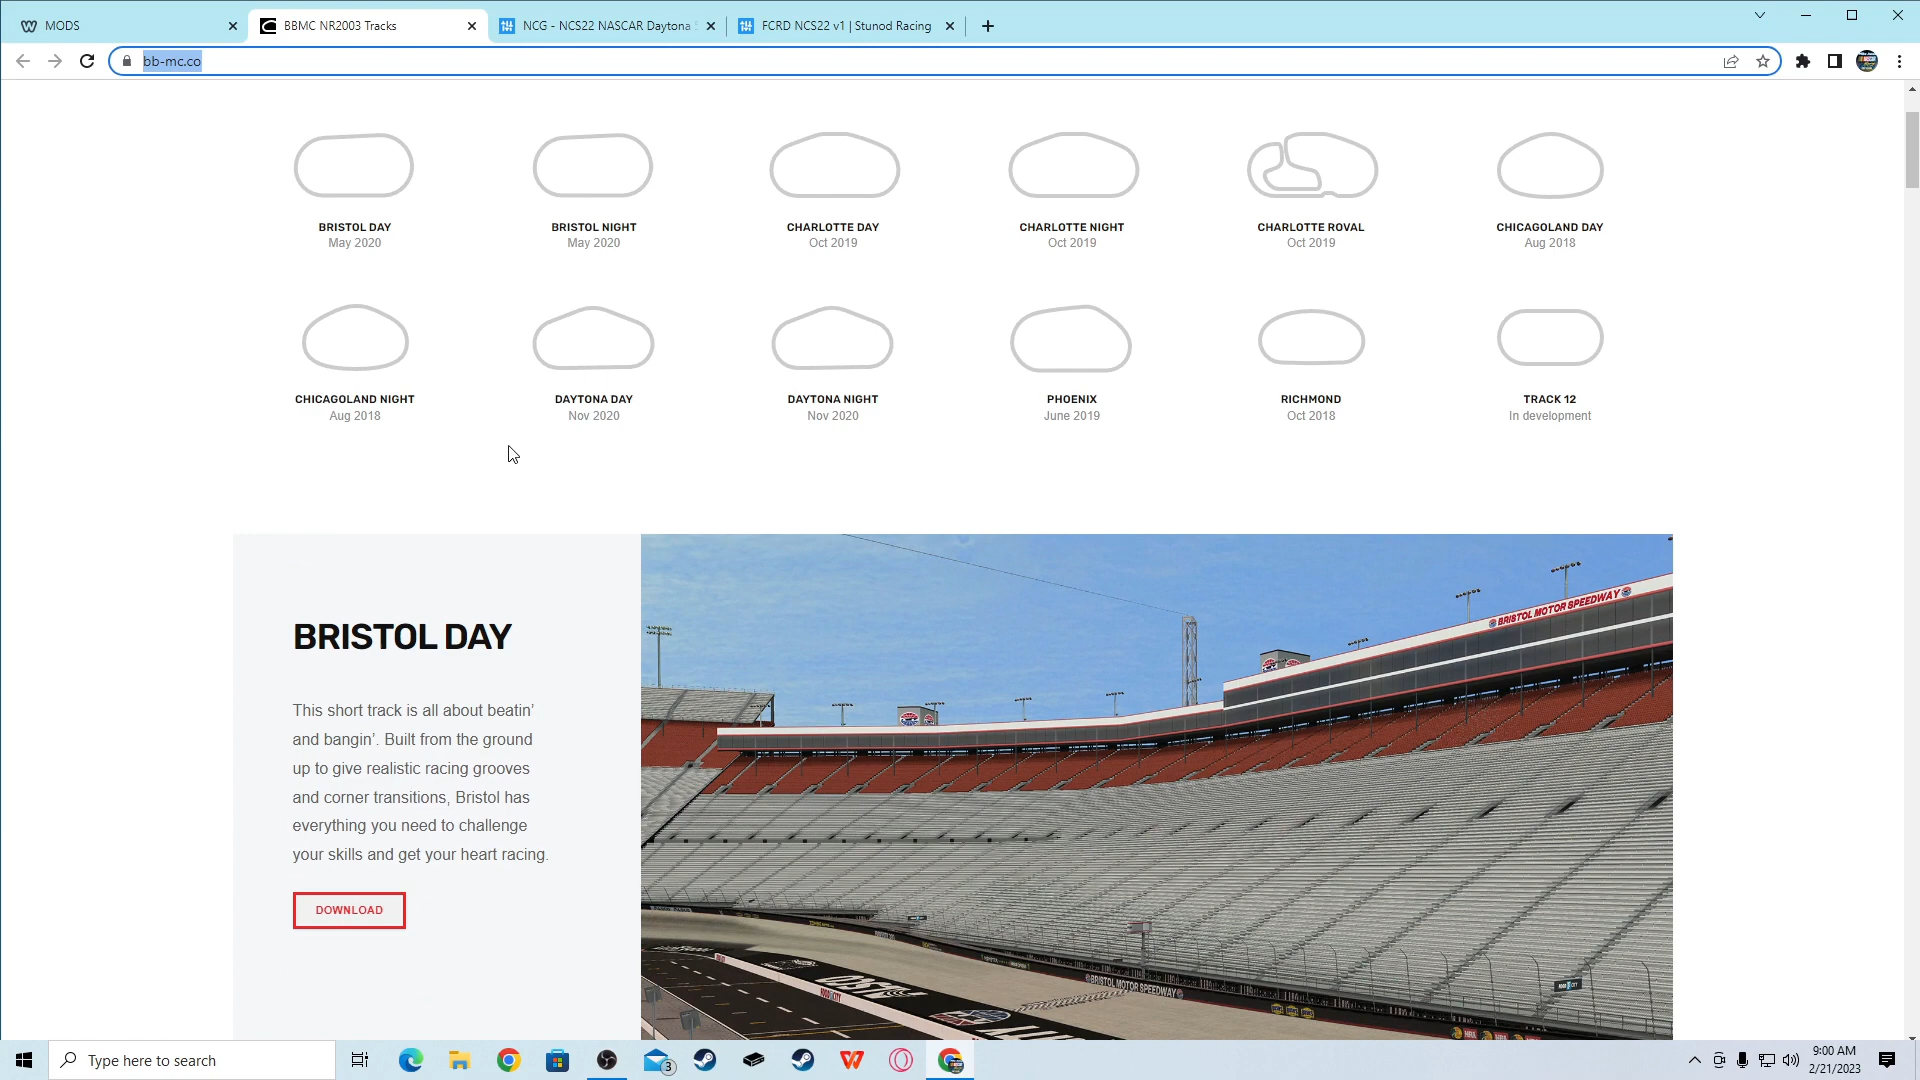 MODS
BBMC NR2003 Tracks
NCG - NCS22 NASCAR Daytona
FCRD NCS22 v1 | Stunod Racing
bb-mc.co
BRISTOL DAY
May 2020
BRISTOL NIGHT
May 2020
CHARLOTTE DAY
Oct 2019
CHARLOTTE NIGHT
Oct 2019
CHARLOTTE ROVAL
Oct 2019
CHICAGOLAND DAY
Aug 2018
CHICAGOLAND NIGHT
Aug 2018
DAYTONA DAY
Nov 2020
DAYTONA NIGHT
Nov 2020
PHOENIX
June 2019
RICHMOND
Oct 2018
TRACK 12
In development
BRISTOL DAY
This short track is all about beatin’
and bangin’. Built from the ground
up to give realistic racing grooves
and corner transitions, Bristol has
everything you need to challenge
your skills and get your heart racing.
DOWNLOAD
BRISTOL MOTOR SPEEDWAY
BRISTOL MOTOR SPEEDWAY
Type here to search
3
9:00 AM
2/21/2023